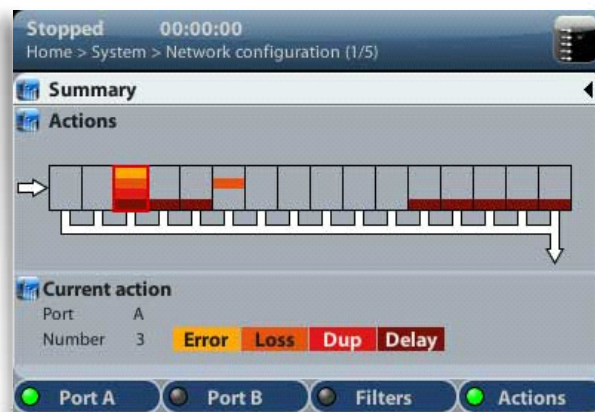 Stopped 00:00:00
Home > System > Network configuration (1/5)
Summary
Actions
Current action
Port A
Number 3 Error Loss Dup Delay
Port A Port B Filters Actions